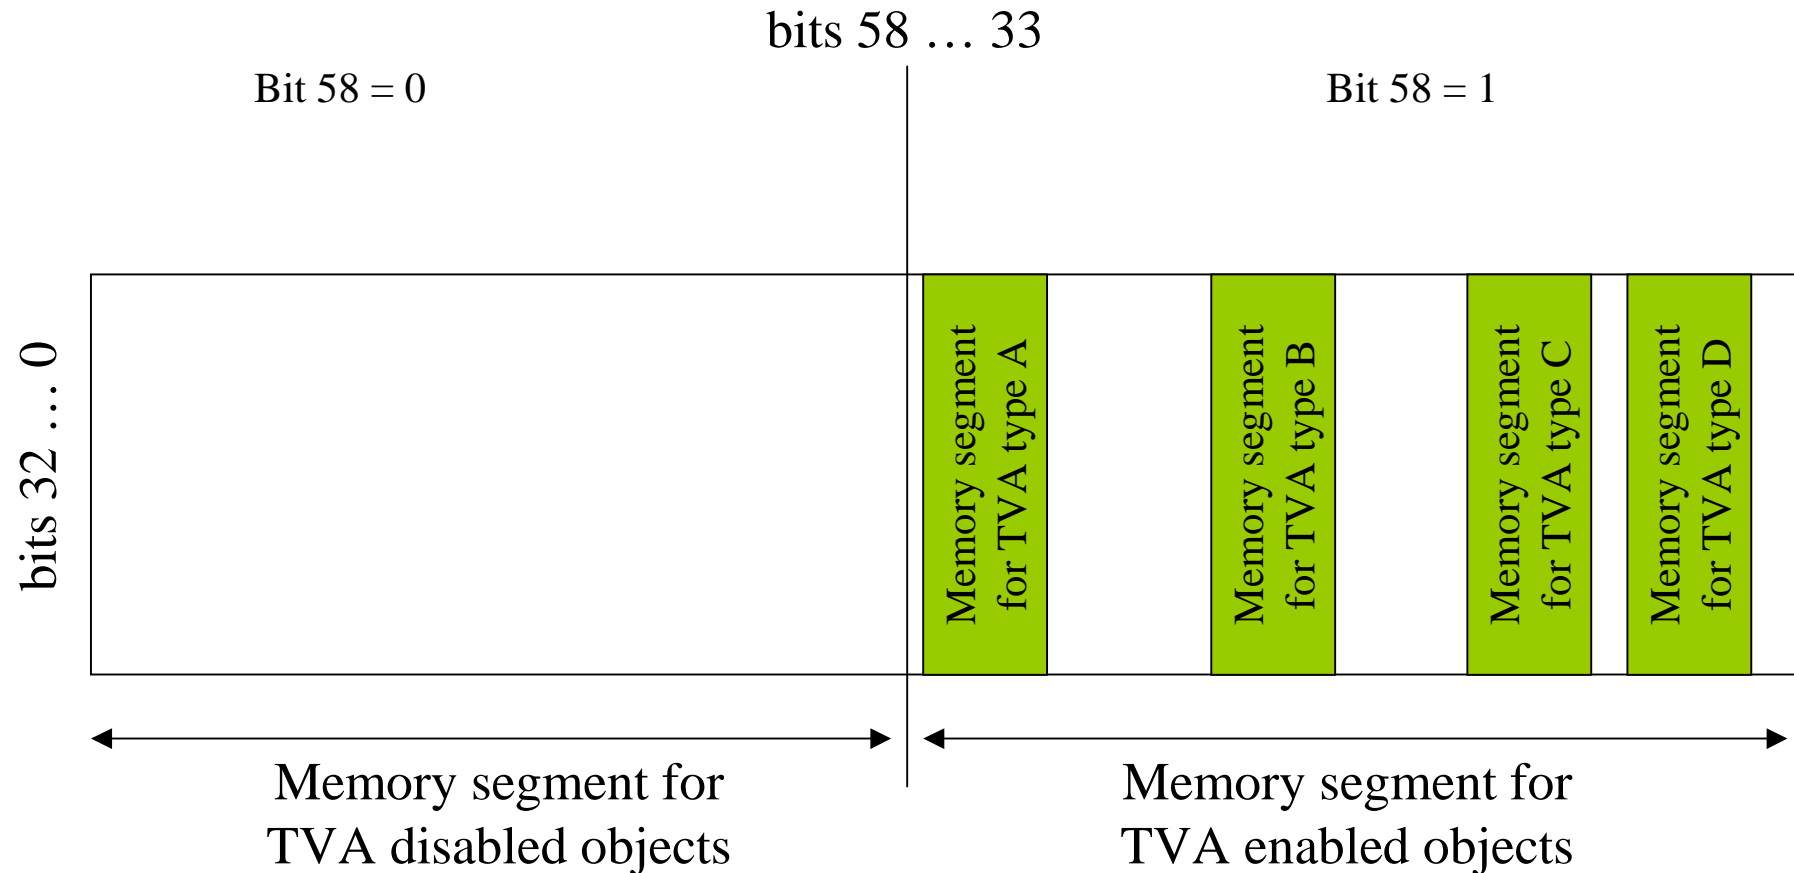 bits 58 … 33
Bit 58 = 0
Bit 58 = 1
bits 32 … 0
Memory segment
for TVA type A
Memory segment
for TVA type B
Memory segment
for TVA type C
Memory segment
for TVA type D
Memory segment for
TVA disabled objects
Memory segment for
TVA enabled objects